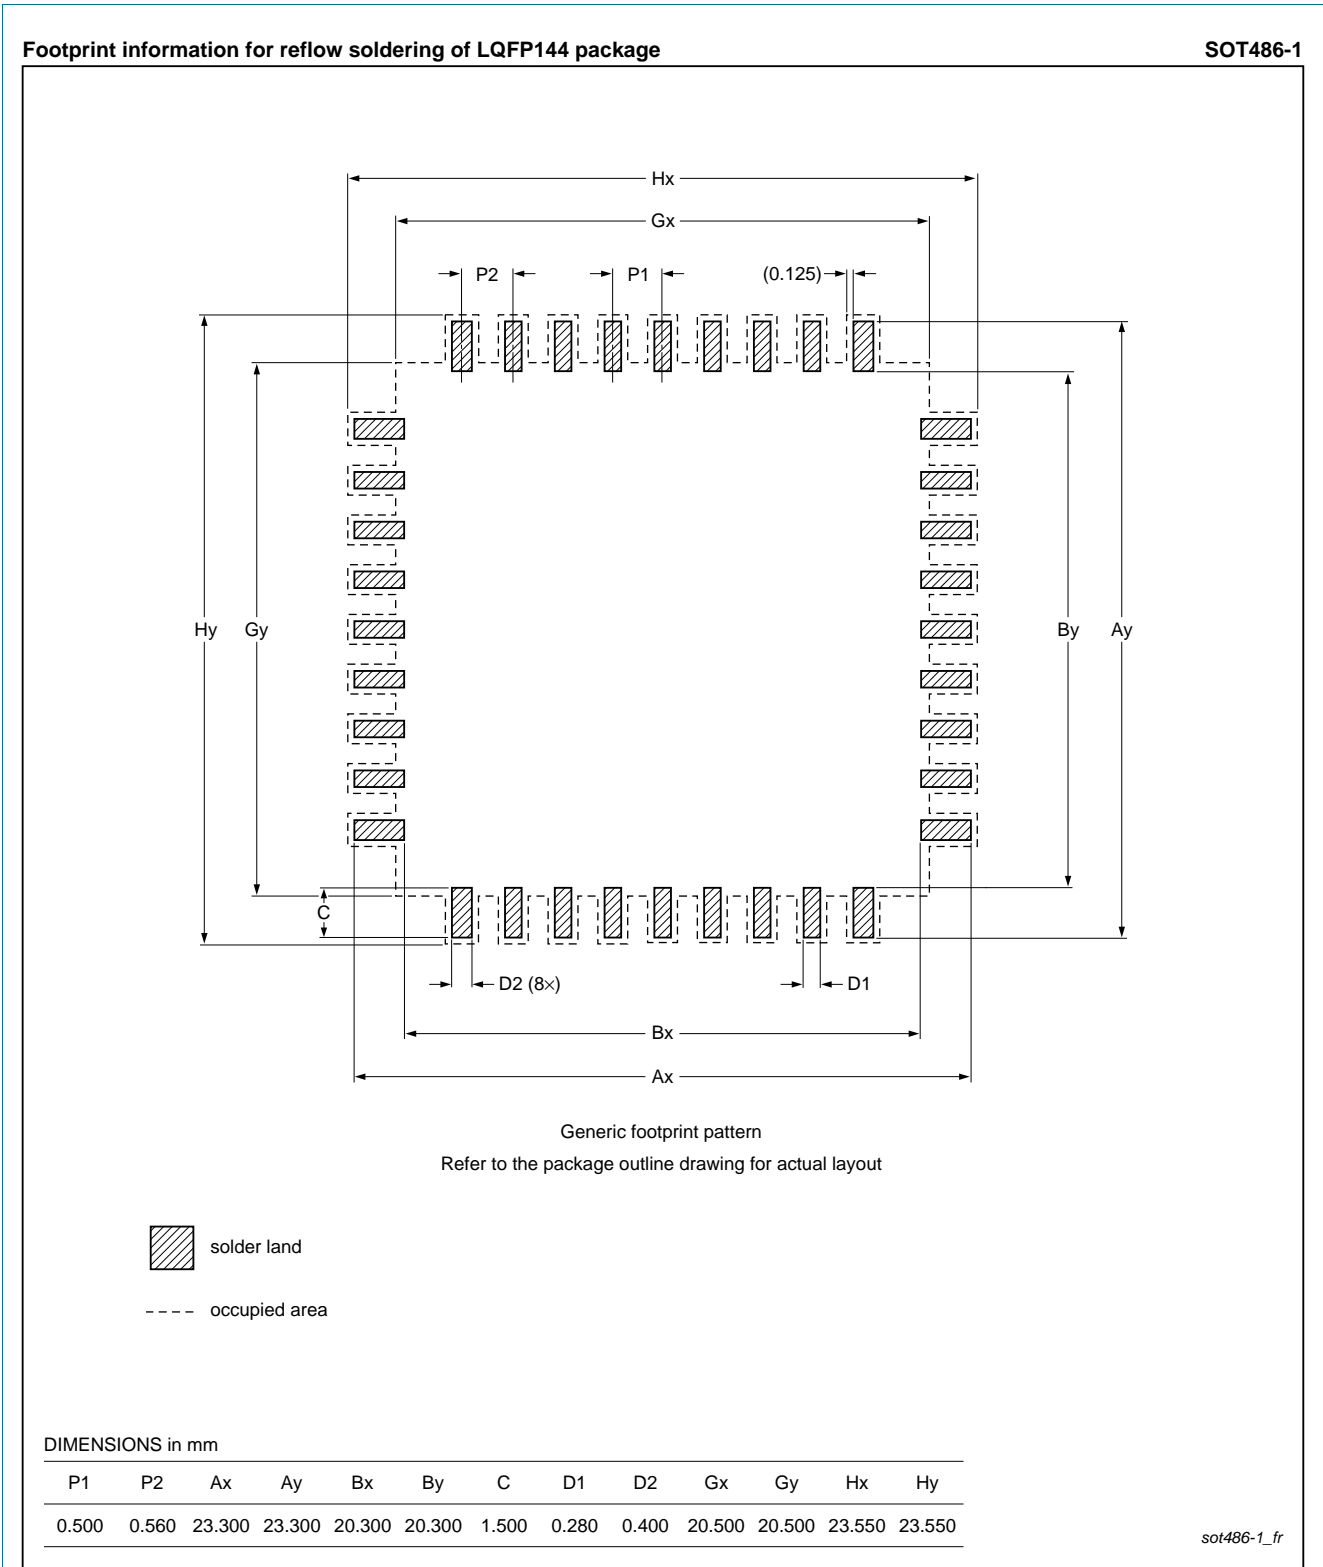 Footprint information for reflow soldering of LQFP144 package SOT486-1
Hx
Gx
P2 P1 (0.125)
Hy Gy By Ay
C
D2 (8×) D1
Bx
Ax
Generic footprint pattern
Refer to the package outline drawing for actual layout
solder land
occupied area
DIMENSIONS in mm
P1 P2 Ax Ay Bx By C D1 D2 Gx Gy Hx Hy
0.500 0.560 23.300 23.300 20.300 20.300 1.500 0.280 0.400 20.500 20.500 23.550 23.550
sot486-1_fr